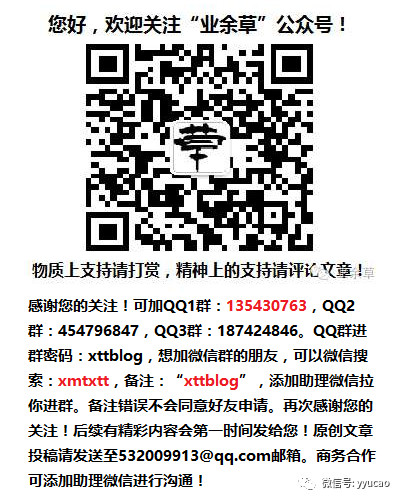 您好，欢迎关注“业余草”公众号！
草
物质上支持请打赏，精神上的支持请评论文章！
感谢您的关注！可加QQ1群：135430763，QQ2
群：454796847，QQ3群：187424846。QQ群进
群密码：xttblog，想加微信群的朋友，可以微信搜
索：xmtxtt，备注：“xttblog”，添加助理微信拉
你进群。备注错误不会同意好友申请。再次感谢您的
关注！后续有精彩内容会第一时间发给您！原创文章
投稿请发送至532009913@qq.com邮箱。商务合作
可添加助理微信进行沟通！
微信号: yyucao